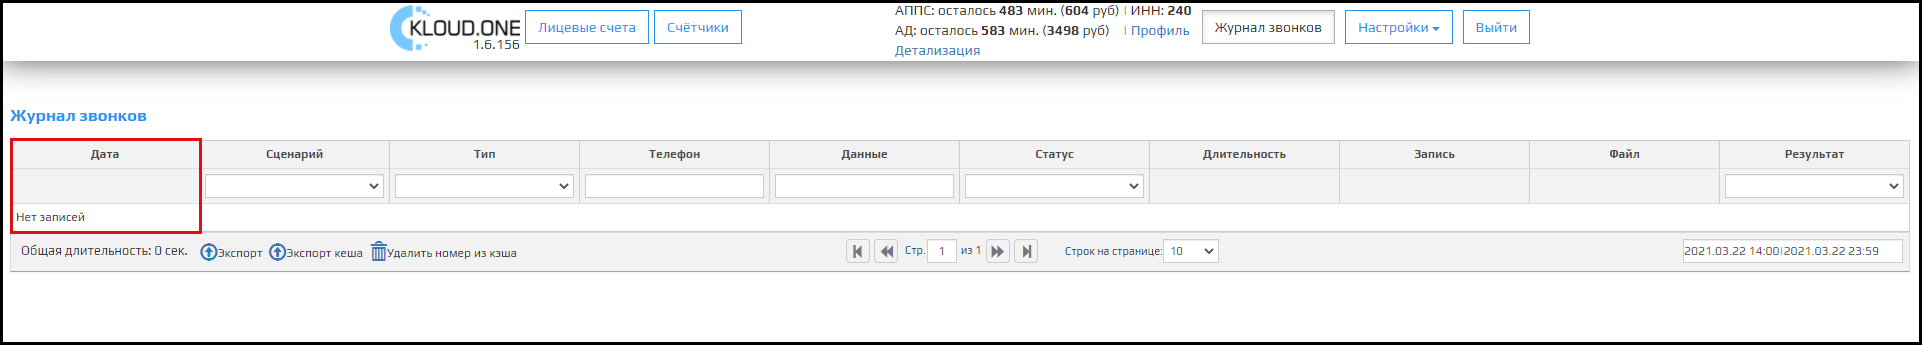 KLOUD.ONE
1.6.156
Лицевые счета
Счётчики
АППС: осталось 483 мин. (604 руб) | ИНН: 240
АД: осталось 583 мин. (3498 руб) | Профиль
Детализация
Журнал звонков
Настройки
Выйти
Журнал звонков
Дата Сценарий Тип Телефон Данные Статус Длительность Запись Файл Результат
Нет записей
Общая длительность: 0 сек. Экспорт Экспорт кеша Удалить номер из кэша Стр. 1 из 1 Строк на странице: 10 2021.03.22 14:00|2021.03.22 23:59